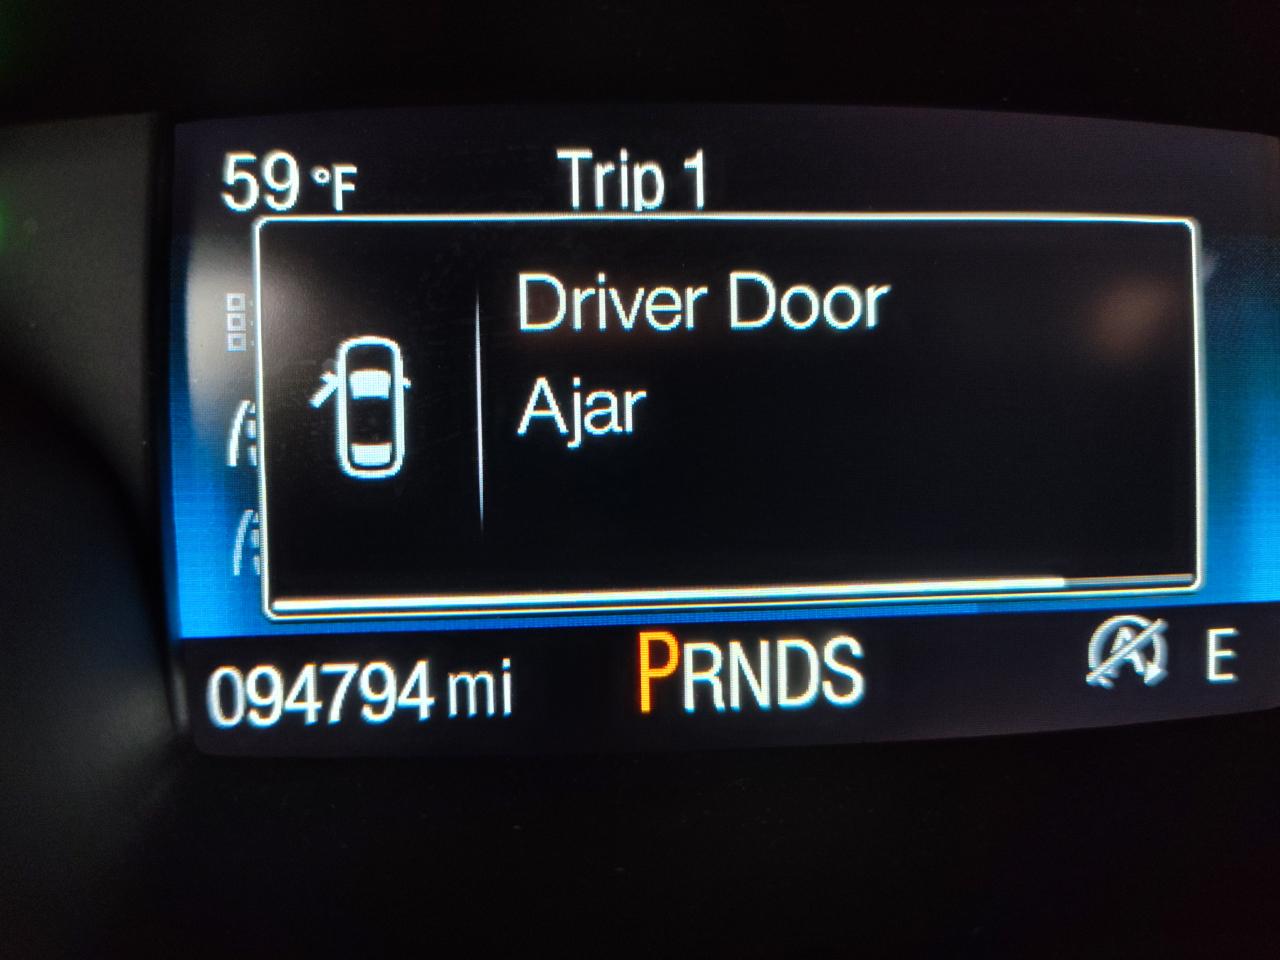 59 °F Trip 1
Driver Door
Ajar
094794 mi PRNDS A E